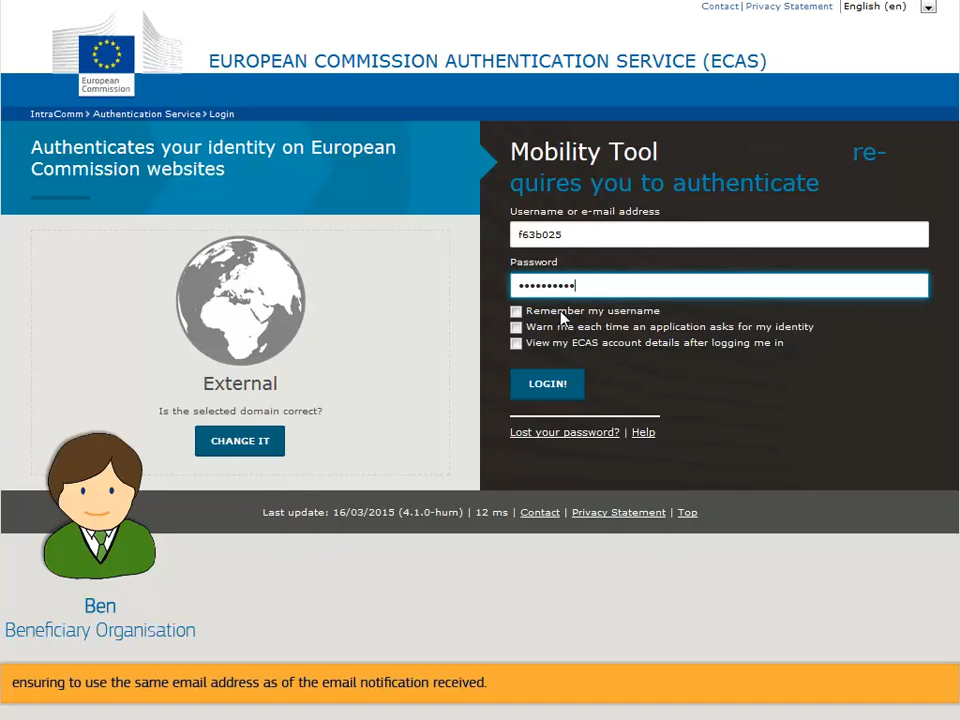 Contact | Privacy Statement | English (en)
European
Commission
EUROPEAN COMMISSION AUTHENTICATION SERVICE (ECAS)
IntraComm > Authentication Service > Login
Authenticates your identity on European
Commission websites
External
Is the selected domain correct?
CHANGE IT
Mobility Tool re-
quires you to authenticate
Username or e-mail address
f63b025
Password
••••••••••
Remember my username
Warn me each time an application asks for my identity
View my ECAS account details after logging me in
LOGIN!
Lost your password? | Help
Last update: 16/03/2015 (4.1.0-hum) | 12 ms | Contact | Privacy Statement | Top
Ben
Beneficiary Organisation
ensuring to use the same email address as of the email notification received.